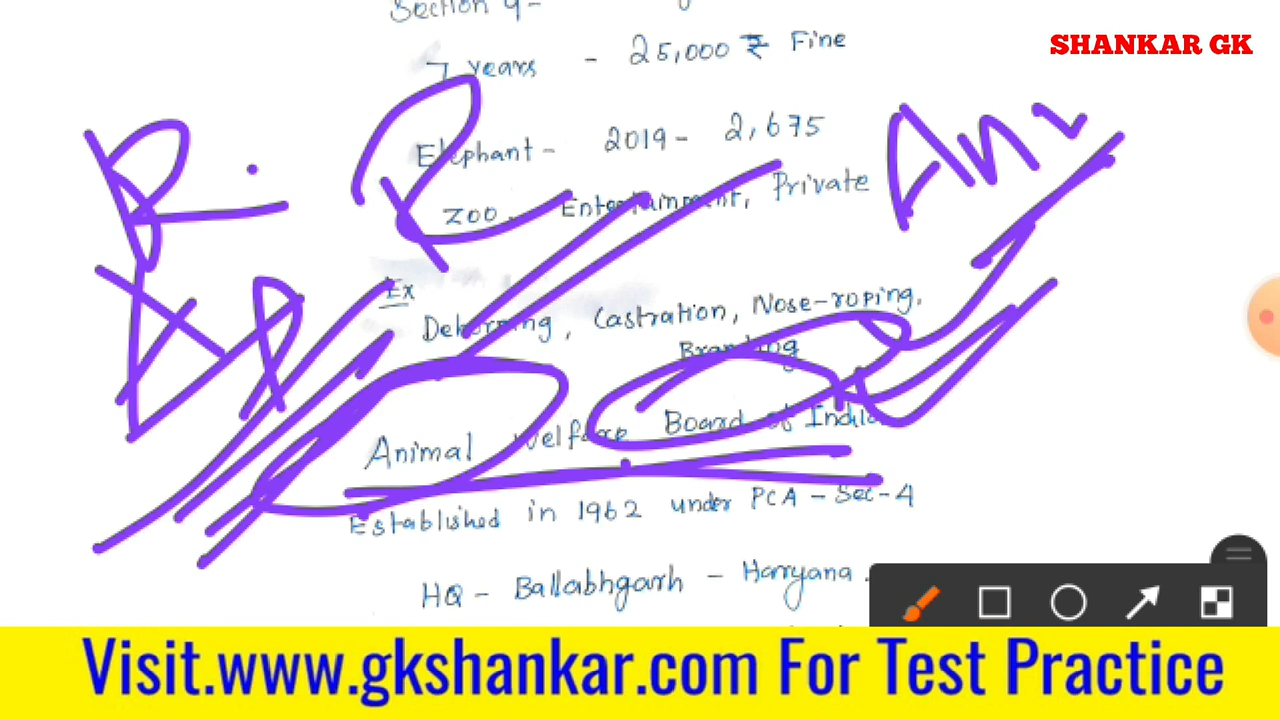 Section 9-
SHANKAR GK
7 years - 25,000 ₹ Fine
Elephant - 2019 - 2,675
ZOO - Entertainment, Private
Ex
Dehorning, Castration, Nose-roping,
Branding
Animal Welfare Board of India
Established in 1962 under PCA - Sec-4
HQ - Ballabhgarh - Harryana.
Visit.www.gkshankar.com For Test Practice